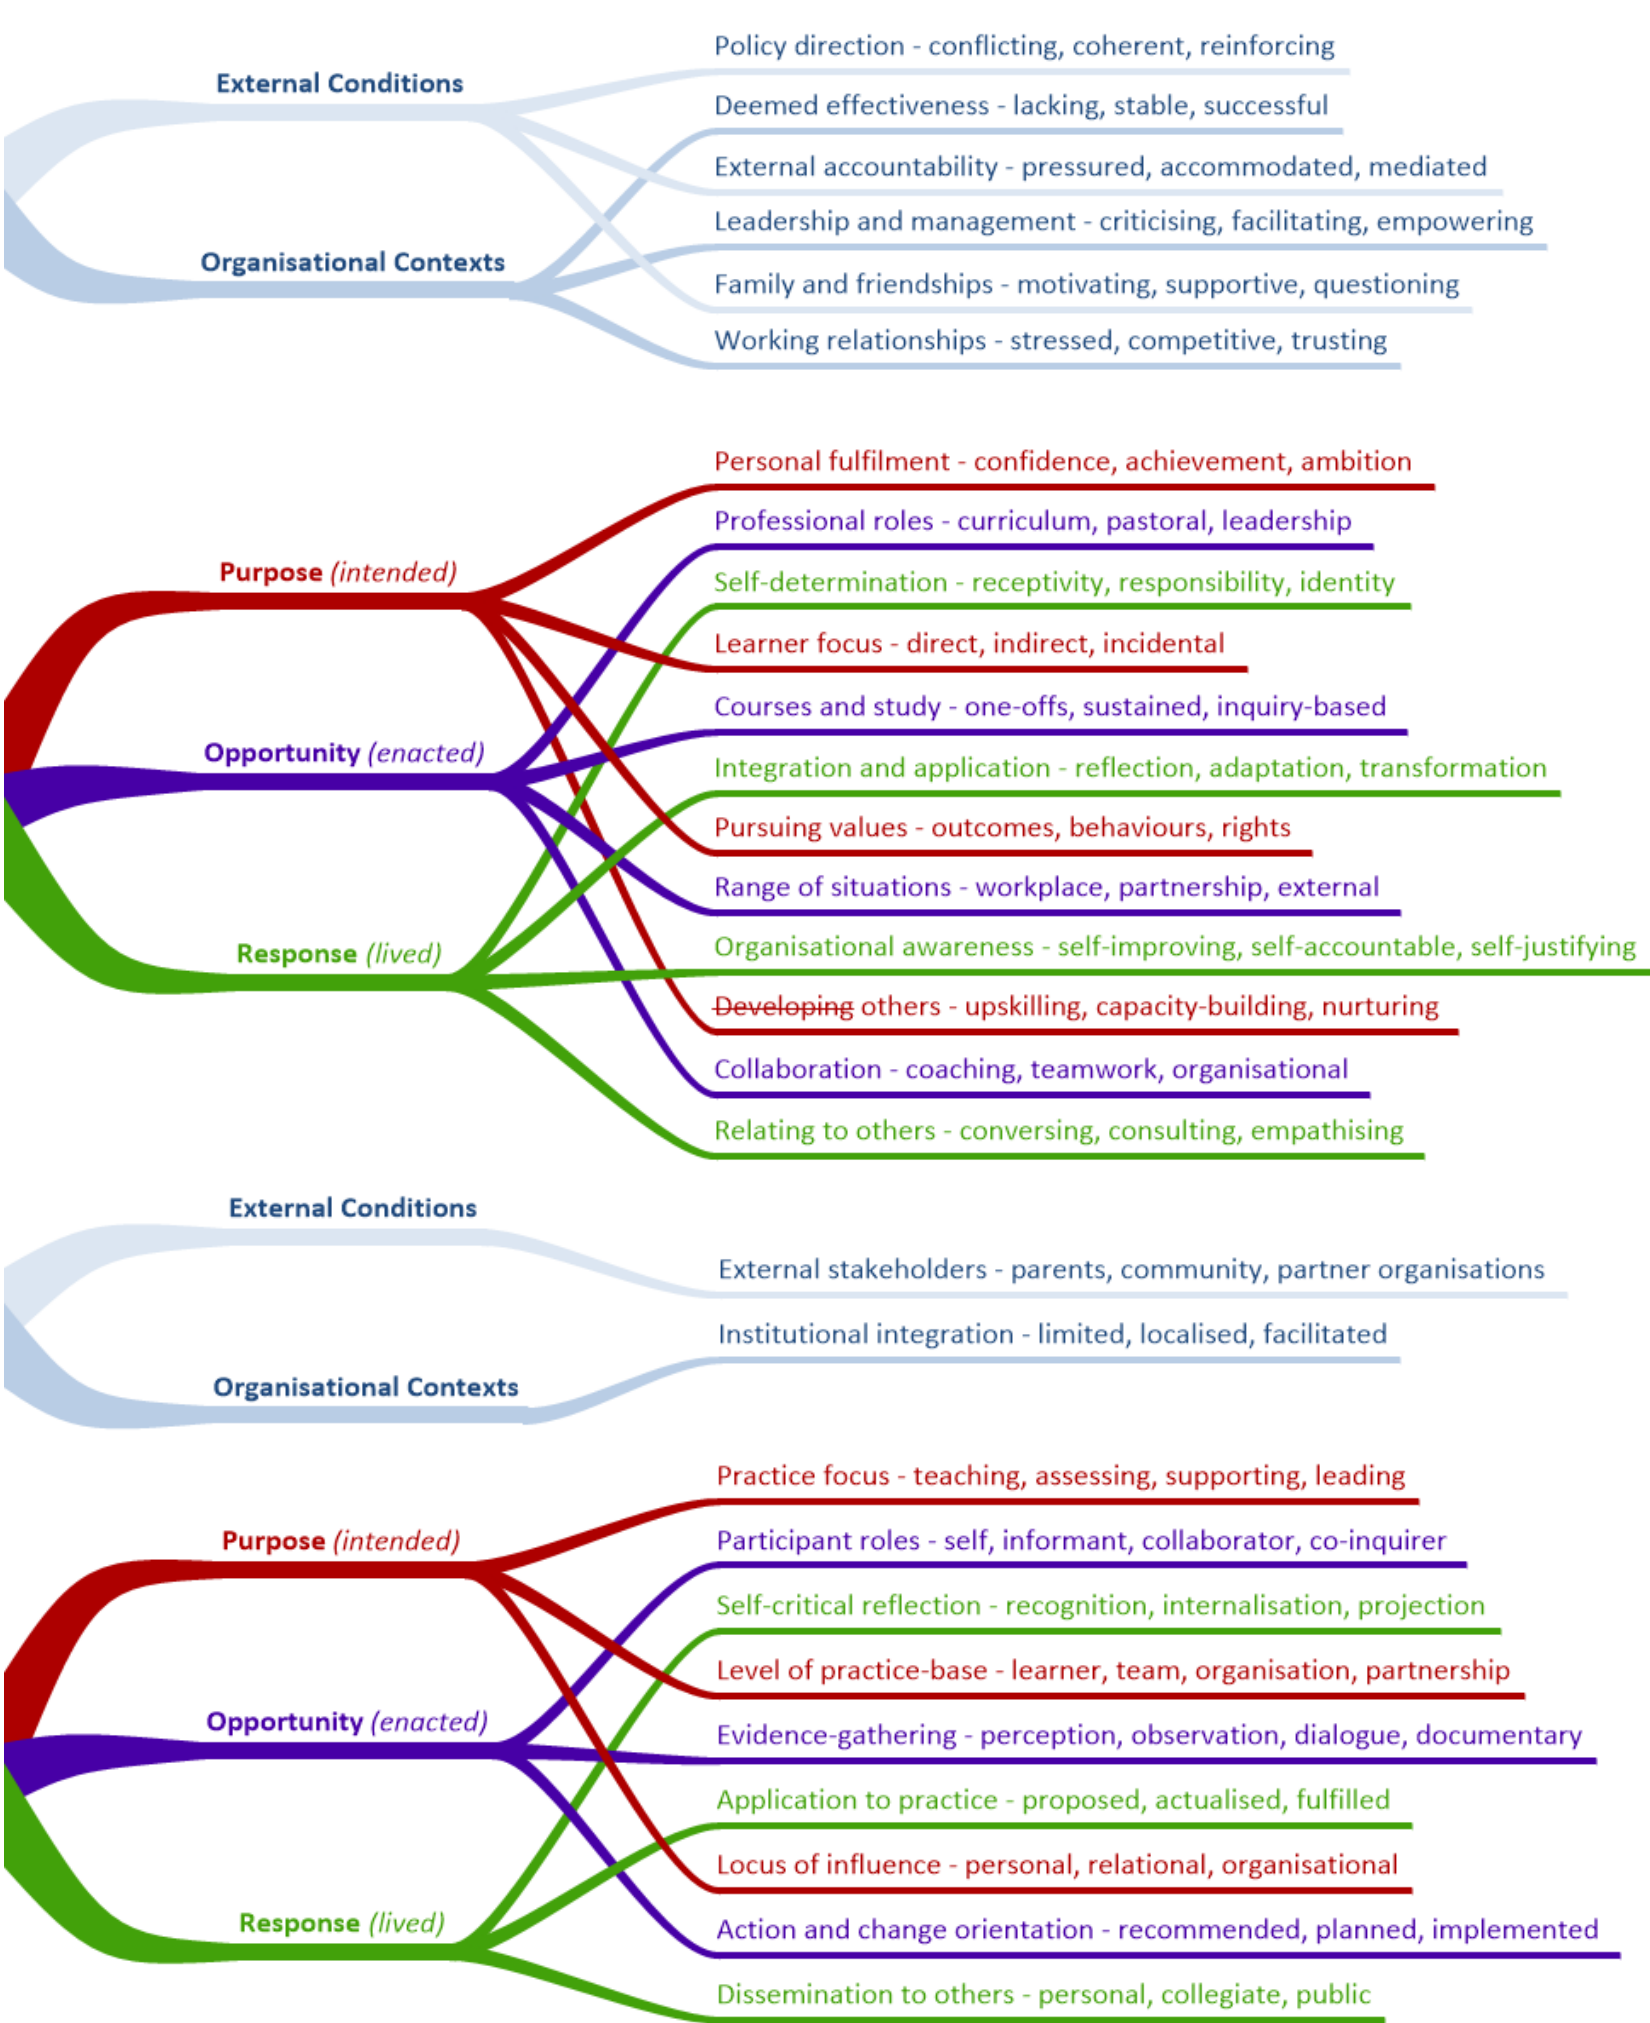 Policy direction - conflicting, coherent, reinforcing
External Conditions
Deemed effectiveness - lacking, stable, successful
External accountability - pressured, accommodated, mediated
Leadership and management - criticising, facilitating, empowering
Organisational Contexts
Family and friendships - motivating, supportive, questioning
Working relationships - stressed, competitive, trusting
Personal fulfilment - confidence, achievement, ambition
Professional roles - curriculum, pastoral, leadership
Purpose (intended)
Self-determination - receptivity, responsibility, identity
Learner focus - direct, indirect, incidental
Courses and study - one-offs, sustained, inquiry-based
Opportunity (enacted)
Integration and application - reflection, adaptation, transformation
Pursuing values - outcomes, behaviours, rights
Range of situations - workplace, partnership, external
Organisational awareness - self-improving, self-accountable, self-justifying
Response (lived)
Developing others - upskilling, capacity-building, nurturing
Collaboration - coaching, teamwork, organisational
Relating to others - conversing, consulting, empathising
External Conditions
External stakeholders - parents, community, partner organisations
Institutional integration - limited, localised, facilitated
Organisational Contexts
Practice focus - teaching, assessing, supporting, leading
Purpose (intended)
Participant roles - self, informant, collaborator, co-inquirer
Self-critical reflection - recognition, internalisation, projection
Level of practice-base - learner, team, organisation, partnership
Opportunity (enacted)
Evidence-gathering - perception, observation, dialogue, documentary
Application to practice - proposed, actualised, fulfilled
Locus of influence - personal, relational, organisational
Response (lived)
Action and change orientation - recommended, planned, implemented
Dissemination to others - personal, collegiate, public